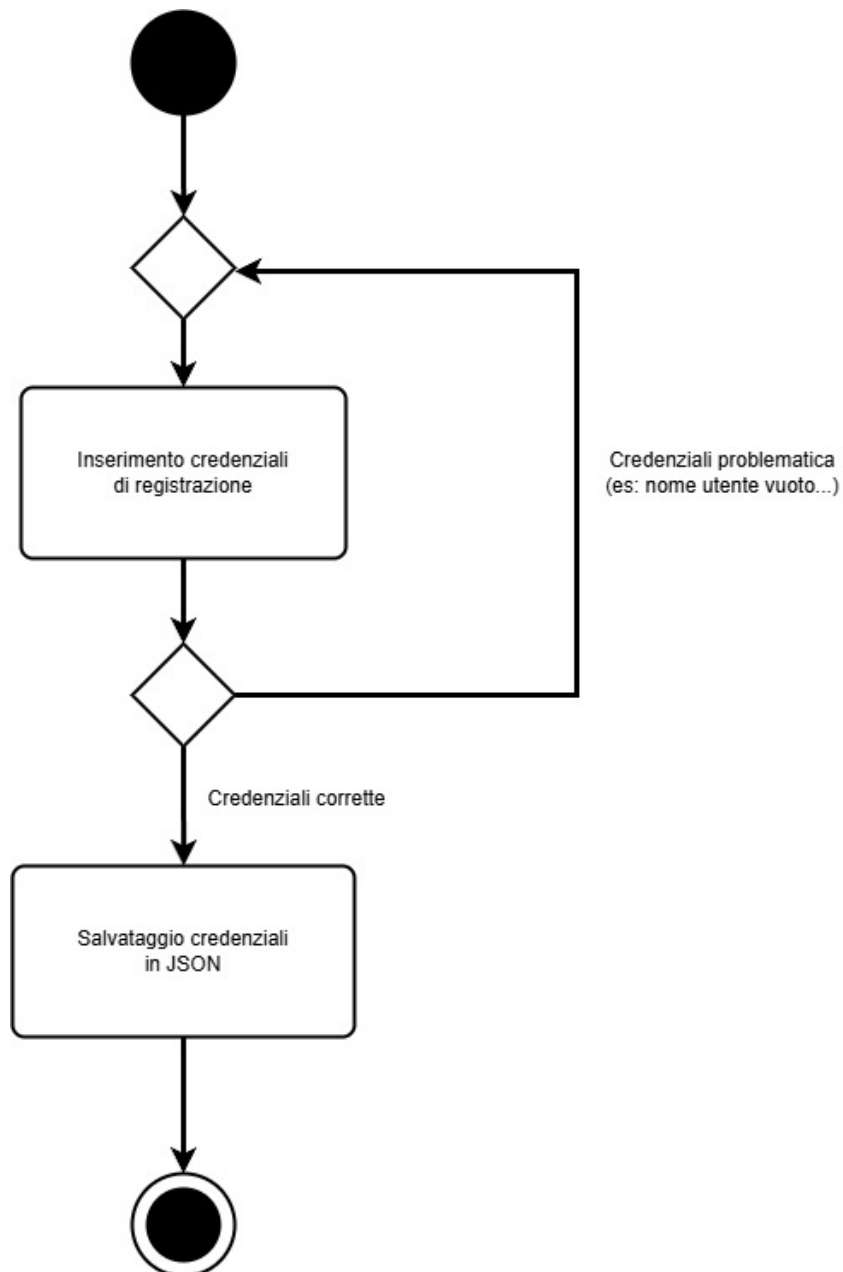 Inserimento credenziali
di registrazione
Credenziali problematica
(es: nome utente vuoto...)
Credenziali corrette
Salvataggio credenziali
in JSON